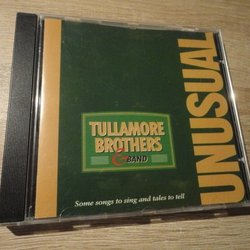 TULLAMORE
BROTHERS
& BAND
Some songs to sing and tales to tell
UNUSUAL